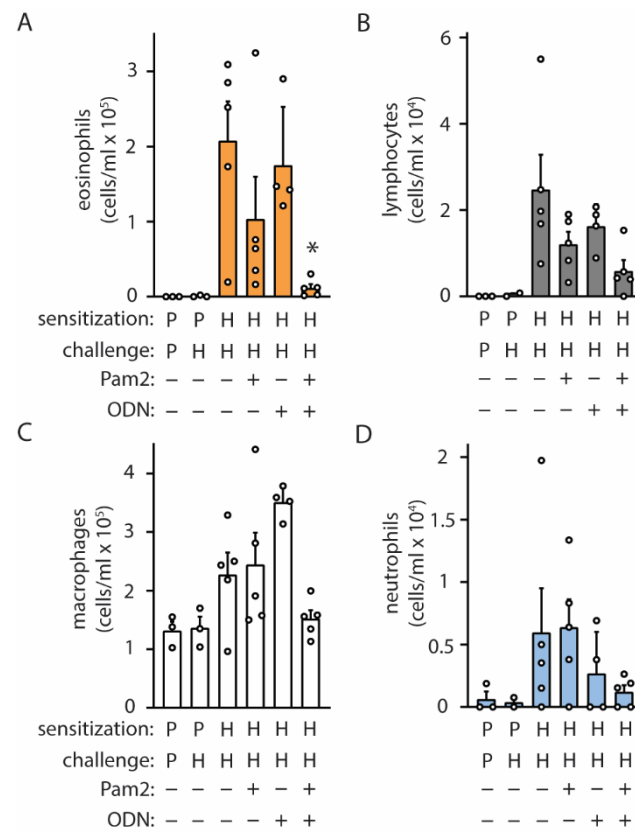 A
eosinophils
(cells/ml x 10⁵)
3
2
1
0
*
sensitization: P P H H H H
challenge: P H H H H H
Pam2: – – – + – +
ODN: – – – – + +
B
lymphocytes
(cells/ml x 10⁴)
6
4
2
0
P P H H H H
P H H H H H
– – – + – +
– – – – + +
C
macrophages
(cells/ml x 10⁵)
4
3
2
1
0
sensitization: P P H H H H
challenge: P H H H H H
Pam2: – – – + – +
ODN: – – – – + +
D
neutrophils
(cells/ml x 10⁴)
2
1.5
1
0.5
0
P P H H H H
P H H H H H
– – – + – +
– – – – + +